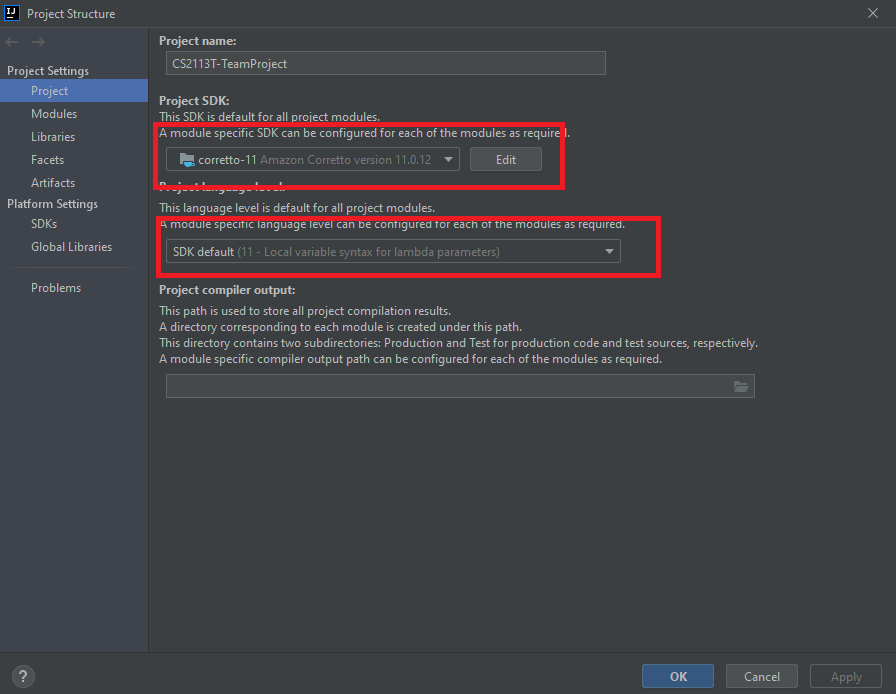 IJ Project Structure
Project Settings
Project
Modules
Libraries
Facets
Artifacts
Platform Settings
SDKs
Global Libraries
Problems
Project name:
CS2113T-TeamProject
Project SDK:
This SDK is default for all project modules.
A module specific SDK can be configured for each of the modules as required.
corretto-11 Amazon Corretto version 11.0.12
Edit
Project language level:
This language level is default for all project modules.
A module specific language level can be configured for each of the modules as required.
SDK default (11 - Local variable syntax for lambda parameters)
Project compiler output:
This path is used to store all project compilation results.
A directory corresponding to each module is created under this path.
This directory contains two subdirectories: Production and Test for production code and test sources, respectively.
A module specific compiler output path can be configured for each of the modules as required.
?
OK
Cancel
Apply